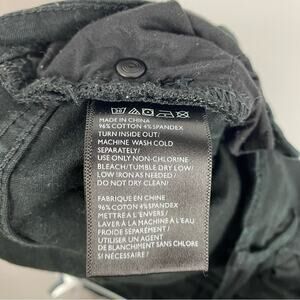 MADE IN CHINA
96% COTTON 4% SPANDEX
TURN INSIDE OUT/
MACHINE WASH COLD
SEPARATELY/
USE ONLY NON-CHLORINE
BLEACH/TUMBLE DRY LOW/
LOW IRON AS NEEDED /
DO NOT DRY CLEAN/
FABRIQUE EN CHINE
96% COTON 4% SPANDEX
METTRE A L'ENVERS /
LAVER À LA MACHINE À L'EAU
FROIDE SÉPARÉMENT /
UTILISER UN AGENT
DE BLANCHIMENT SANS CHLORE
SI NÉCESSAIRE /